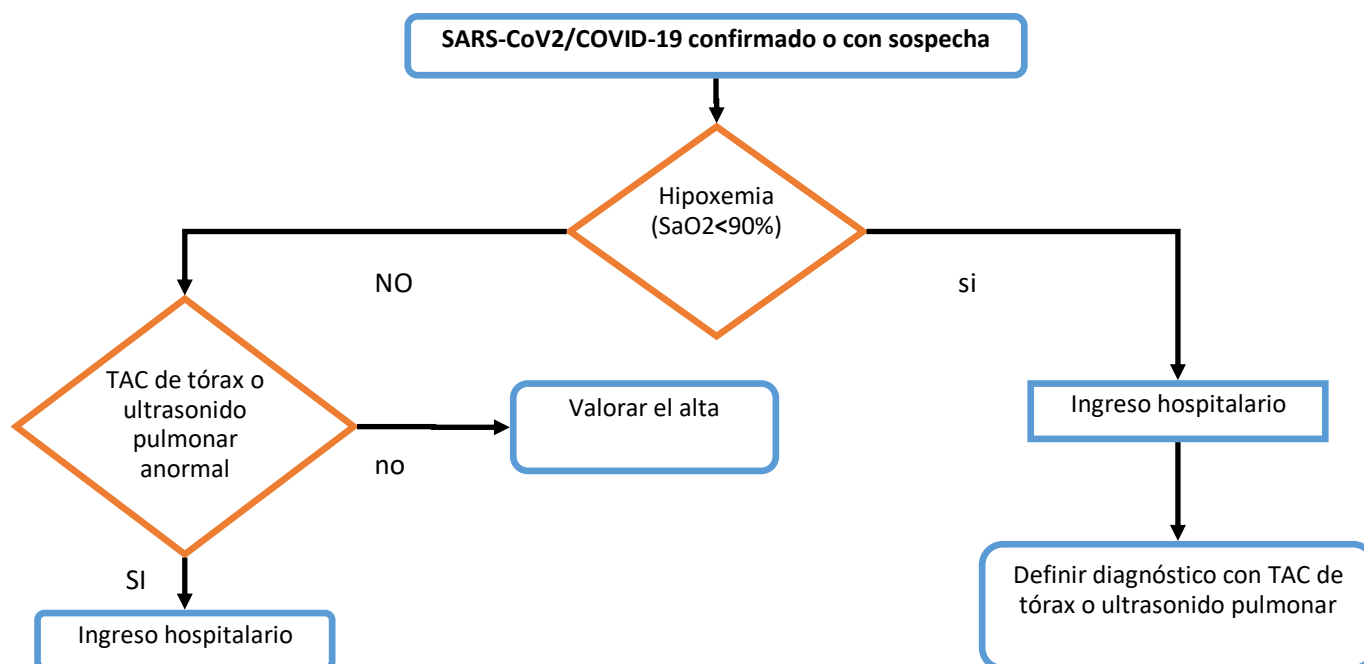 SARS-CoV2/COVID-19 confirmado o con sospecha
Hipoxemia
(SaO2<90%)
NO
si
TAC de tórax o
ultrasonido
pulmonar
anormal
Valorar el alta
Ingreso hospitalario
no
SI
Definir diagnóstico con TAC de
tórax o ultrasonido pulmonar
Ingreso hospitalario